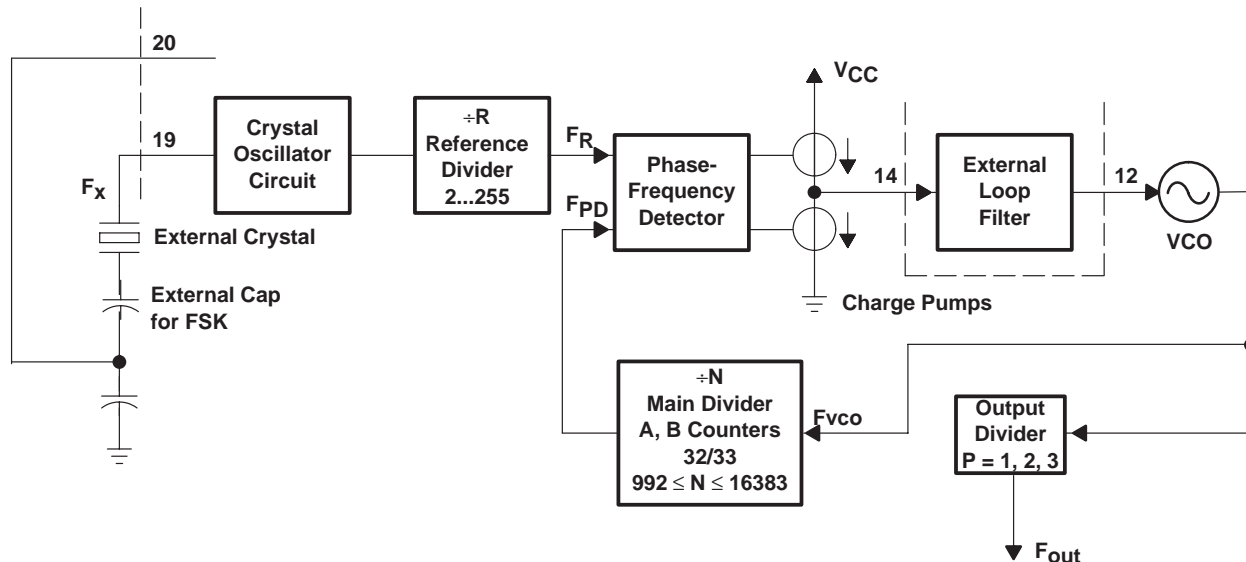 20
19
Crystal
Oscillator
Circuit
÷R
Reference
Divider
2...255
FR
FPD
Phase-
Frequency
Detector
VCC
14
External
Loop
Filter
12
VCO
Fx
External Crystal
External Cap
for FSK
Charge Pumps
÷N
Main Divider
A, B Counters
32/33
992 ≤ N ≤ 16383
Fvco
Output
Divider
P = 1, 2, 3
Fout